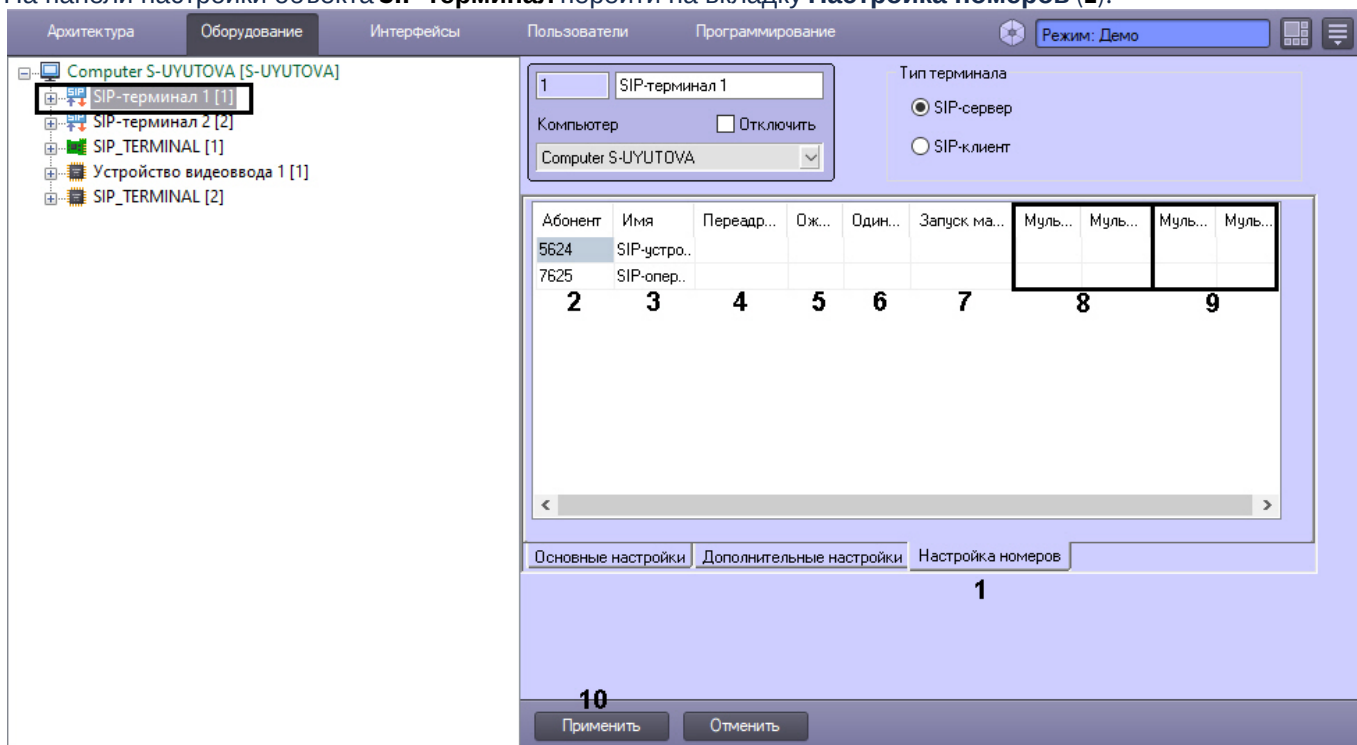 На панели настройки объекта SIP-терминал перейти на вкладку Настройка номеров (1).
Архитектура Оборудование Интерфейсы Пользователи Программирование Режим: Демо
Computer S-UYUTOVA [S-UYUTOVA]
SIP-терминал 1 [1]
SIP-терминал 2 [2]
SIP_TERMINAL [1]
Устройство видеоввода 1 [1]
SIP_TERMINAL [2]
1 SIP-терминал 1
Компьютер Отключить
Computer S-UYUTOVA
Тип терминала
SIP-сервер
SIP-клиент
Абонент Имя Переадр... Ож... Один... Запуск ма... Муль... Муль... Муль... Муль...
5624 SIP-устро..
7625 SIP-опер..
2 3 4 5 6 7 8 9
Основные настройки Дополнительные настройки Настройка номеров
1
10
Применить Отменить